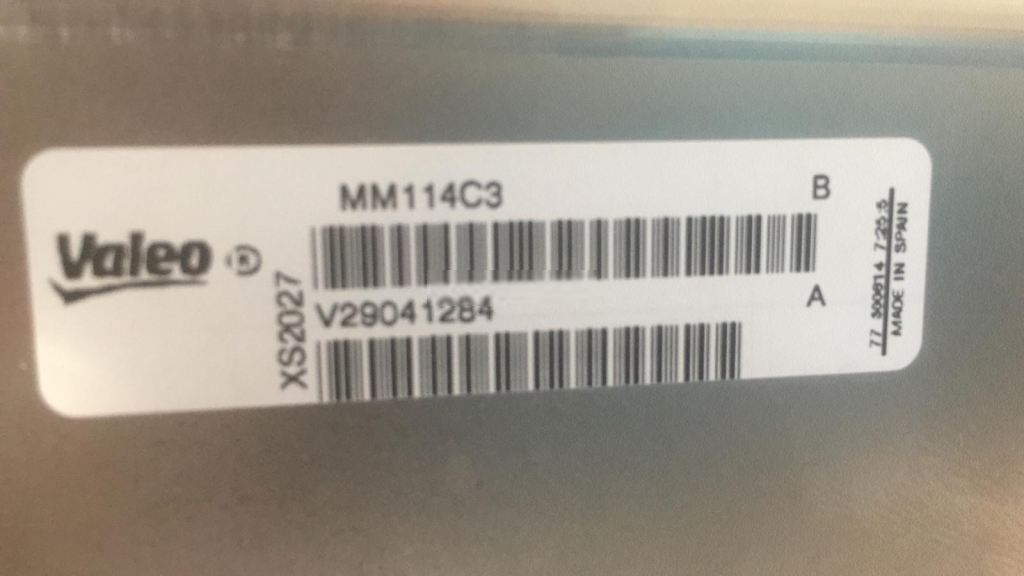 Valeo ®
XS2027
MM114C3
B
V29041284
A
MADE IN SPAIN